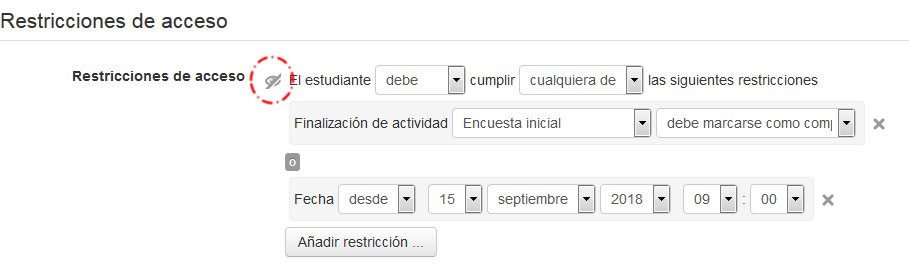 Restricciones de acceso
Restricciones de acceso El estudiante debe cumplir cualquiera de las siguientes restricciones
Finalización de actividad Encuesta inicial debe marcarse como comp
o
Fecha desde 15 septiembre 2018 09 : 00
Añadir restricción ...